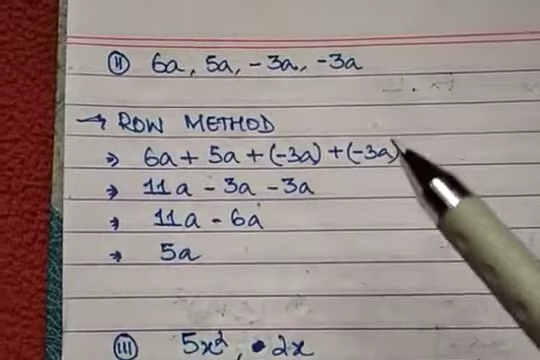 (ii) 6a, 5a, -3a, -3a
→ ROW METHOD
⇒ 6a + 5a + (-3a) + (-3a)
⇒ 11a - 3a - 3a
⇒ 11a - 6a
⇒ 5a
(iii) 5x², 2x